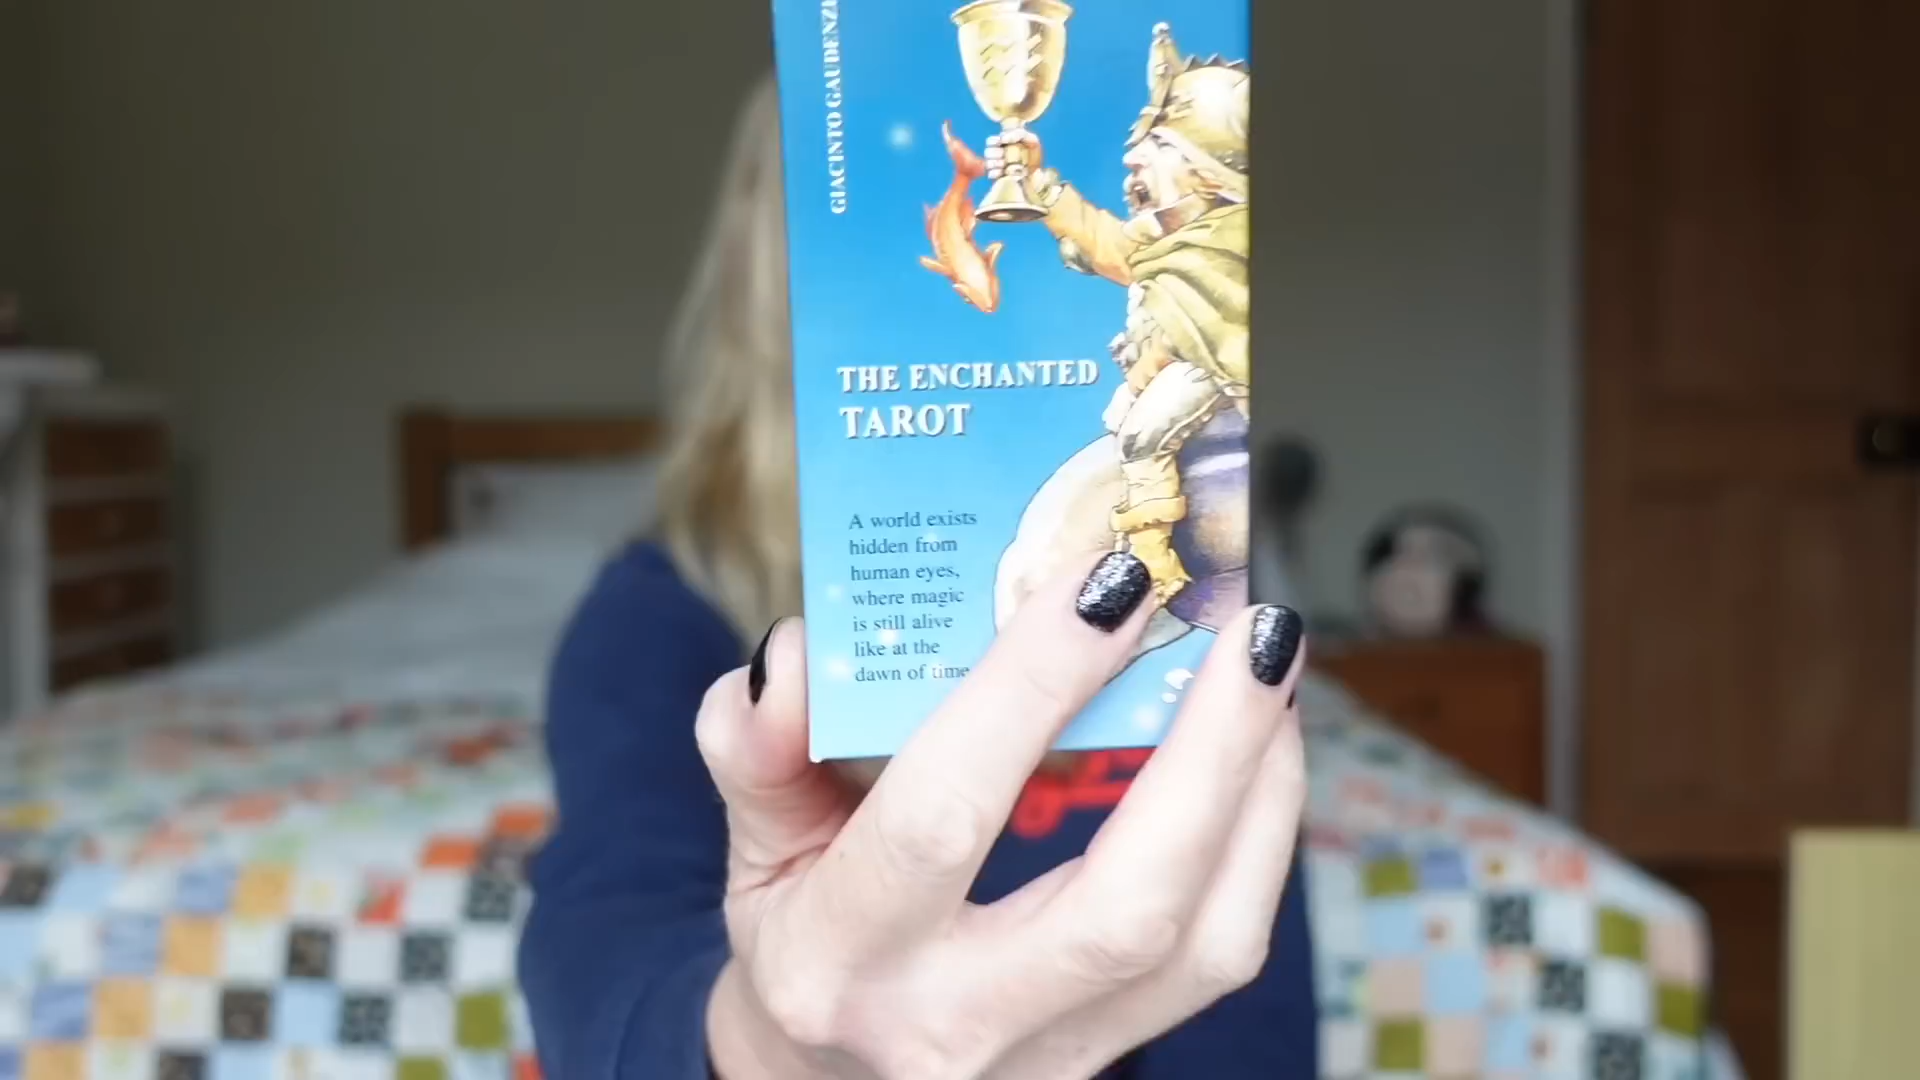 GIACINTO GAUDENZI
THE ENCHANTED
TAROT
A world exists
hidden from
human eyes,
where magic
is still alive
like at the
dawn of time